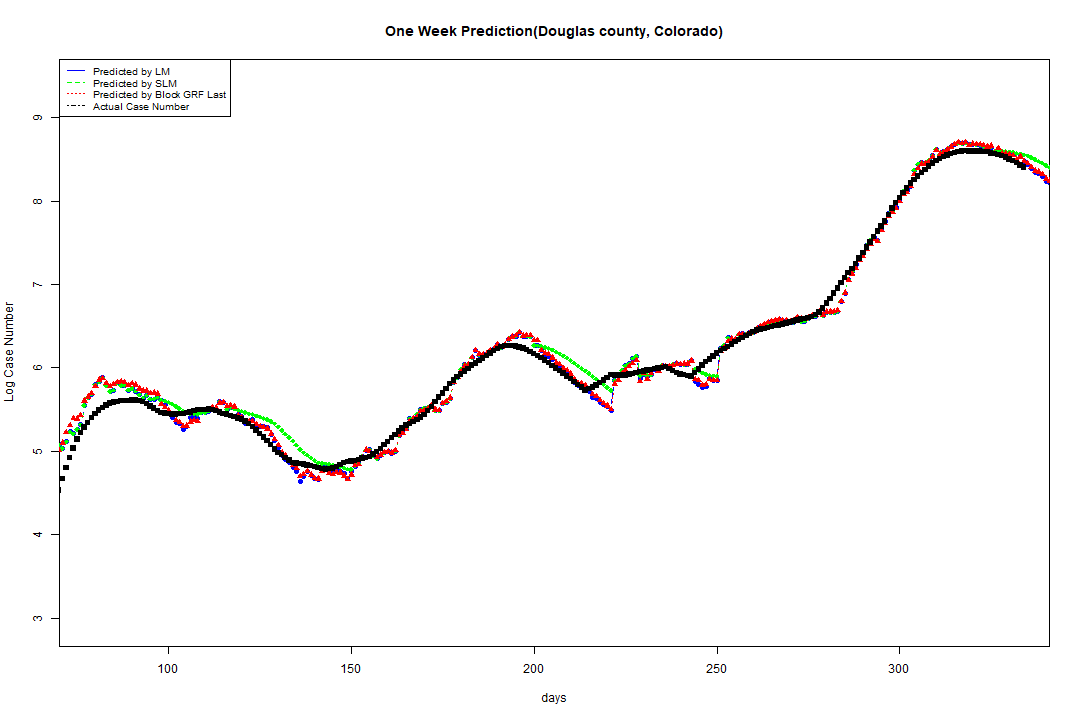 One Week Prediction(Douglas county, Colorado)
Predicted by LM
Predicted by SLM
Predicted by Block GRF Last
Actual Case Number
9
8
7
6
5
4
3
Log Case Number
100 150 200 250 300
days